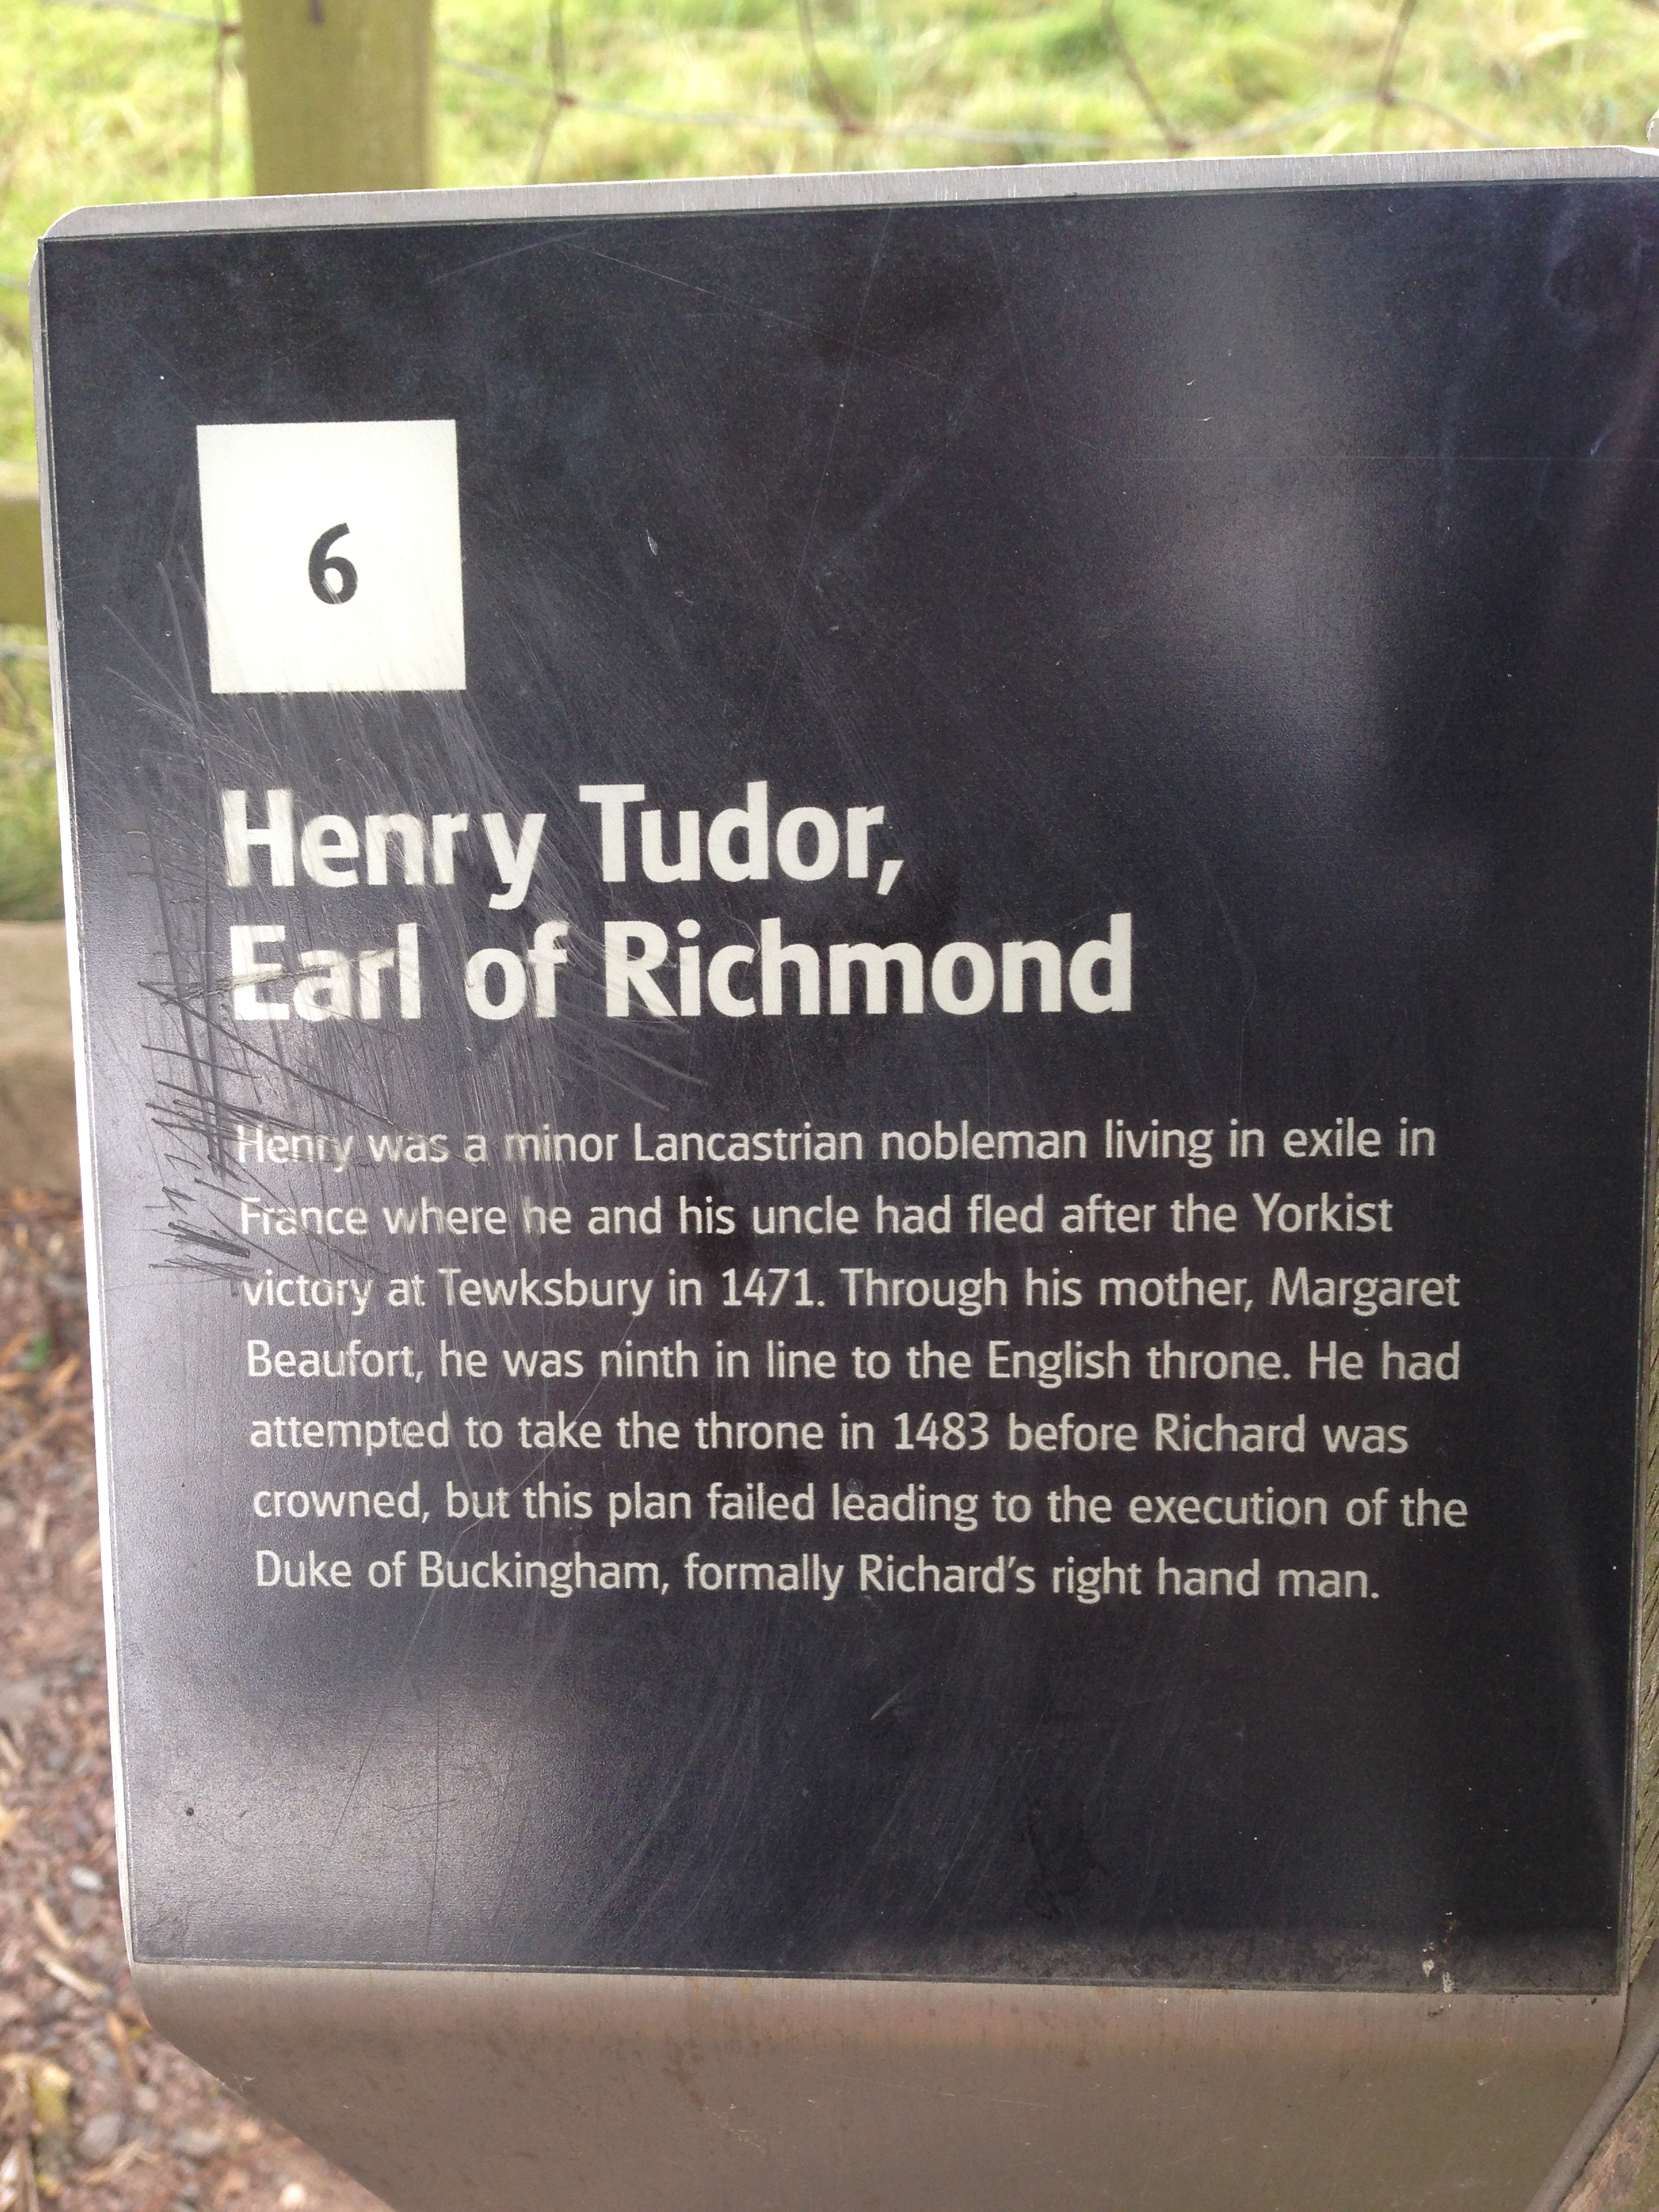 6
Henry Tudor,
Earl of Richmond
Henry was a minor Lancastrian nobleman living in exile in
France where he and his uncle had fled after the Yorkist
victory at Tewksbury in 1471. Through his mother, Margaret
Beaufort, he was ninth in line to the English throne. He had
attempted to take the throne in 1483 before Richard was
crowned, but this plan failed leading to the execution of the
Duke of Buckingham, formally Richard's right hand man.